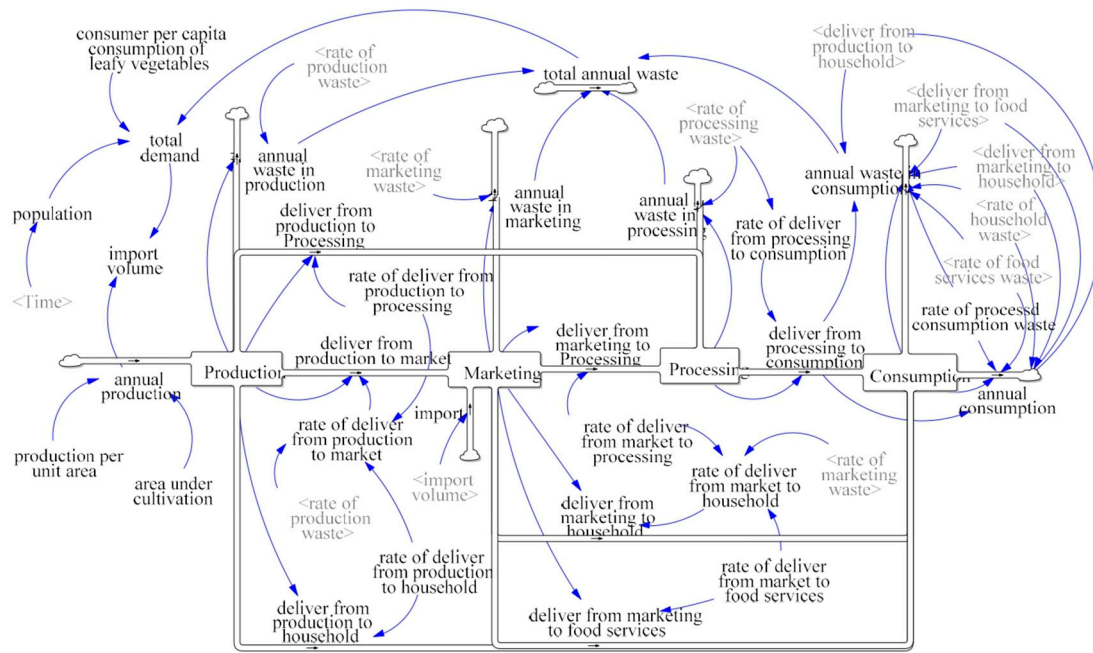 consumer per capita
consumption of
leafy vegetables
<rate of
production
waste>
total annual waste
<deliver from
production to
household>
<rate of
processing
waste>
<deliver from
marketing to food
services>
total
demand
annual
waste in
production
<rate of
marketing
waste>
annual
waste in
marketing
annual
waste in
processing
annual waste in
consumption
<deliver from
marketing to
household>
population
deliver from
production to
Processing
rate of deliver
from processing
to consumption
<rate of
household
waste>
import
volume
<Time>
rate of deliver from
production to
processing
<rate of food
services waste>
rate of processd
consumption waste
deliver from
production to market
deliver from
marketing to
Processing
deliver from
processing to
consumption
Production
Marketing
Processing
Consumption
annual
production
import
annual
consumption
rate of deliver
from production
to market
rate of deliver
from market to
processing
production per
unit area
area under
cultivation
<import
volume>
rate of deliver
from market to
household
<rate of
marketing
waste>
<rate of
production
waste>
deliver from
marketing to
household
rate of deliver
from production
to household
rate of deliver
from market to
food services
deliver from
production to
household
deliver from marketing
to food services